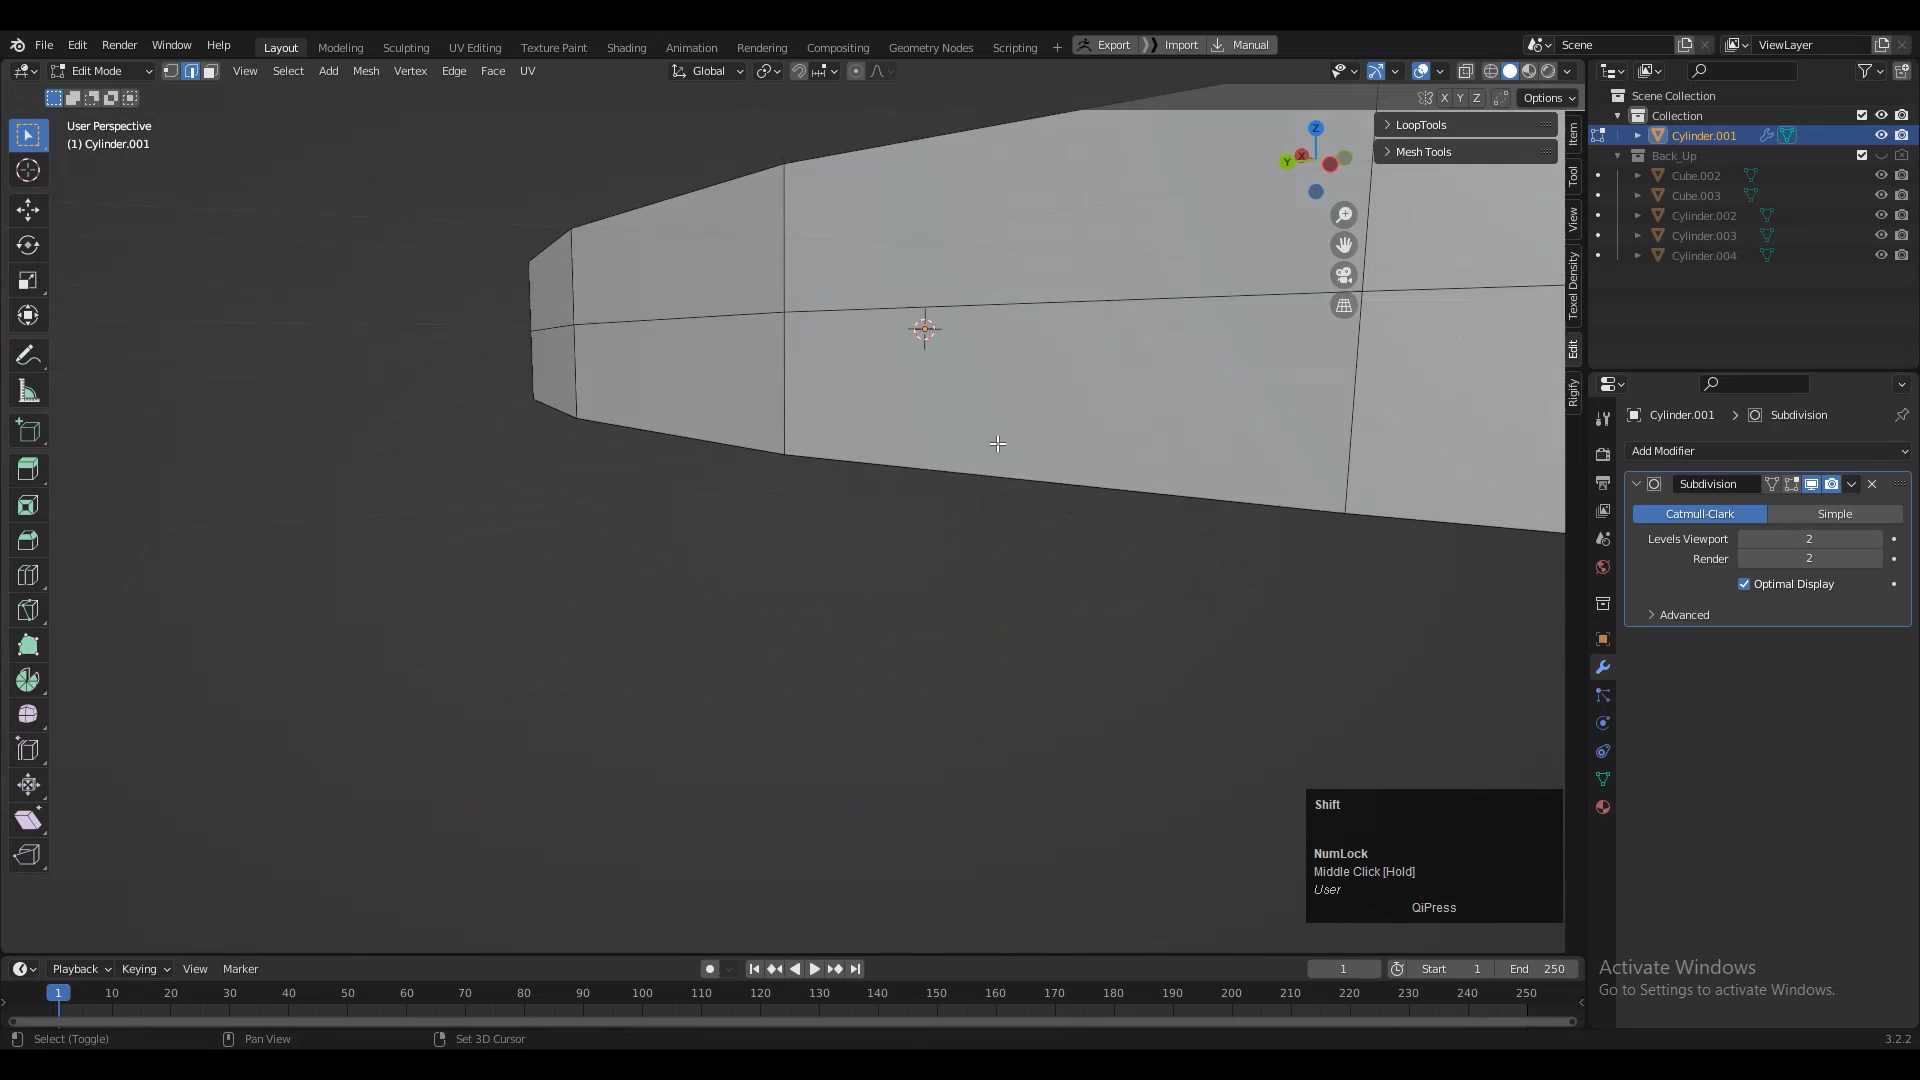 File Edit Render Window Help Layout Modeling Sculpting UV Editing Texture Paint Shading Animation Rendering Compositing Geometry Nodes Scripting + Export Import Manual Scene ViewLayer
Edit Mode View Select Add Mesh Vertex Edge Face UV Global
X Y Z Options
User Perspective
(1) Cylinder.001
LoopTools
Mesh Tools
Z
X
Y
Item
Tool
View
Texel Density
Edit
Rigify
Scene Collection
Collection
Cylinder.001
Back_Up
Cube.002
Cube.003
Cylinder.002
Cylinder.003
Cylinder.004
Cylinder.001 > Subdivision
Add Modifier
Subdivision
Catmull-Clark Simple
Levels Viewport 2
Render 2
Optimal Display
Advanced
Shift
NumLock
Middle Click [Hold]
User
QiPress
Activate Windows
Go to Settings to activate Windows.
Playback Keying View Marker 1 Start 1 End 250
1 10 20 30 40 50 60 70 80 90 100 110 120 130 140 150 160 170 180 190 200 210 220 230 240 250
Select (Toggle) Pan View Set 3D Cursor 3.2.2